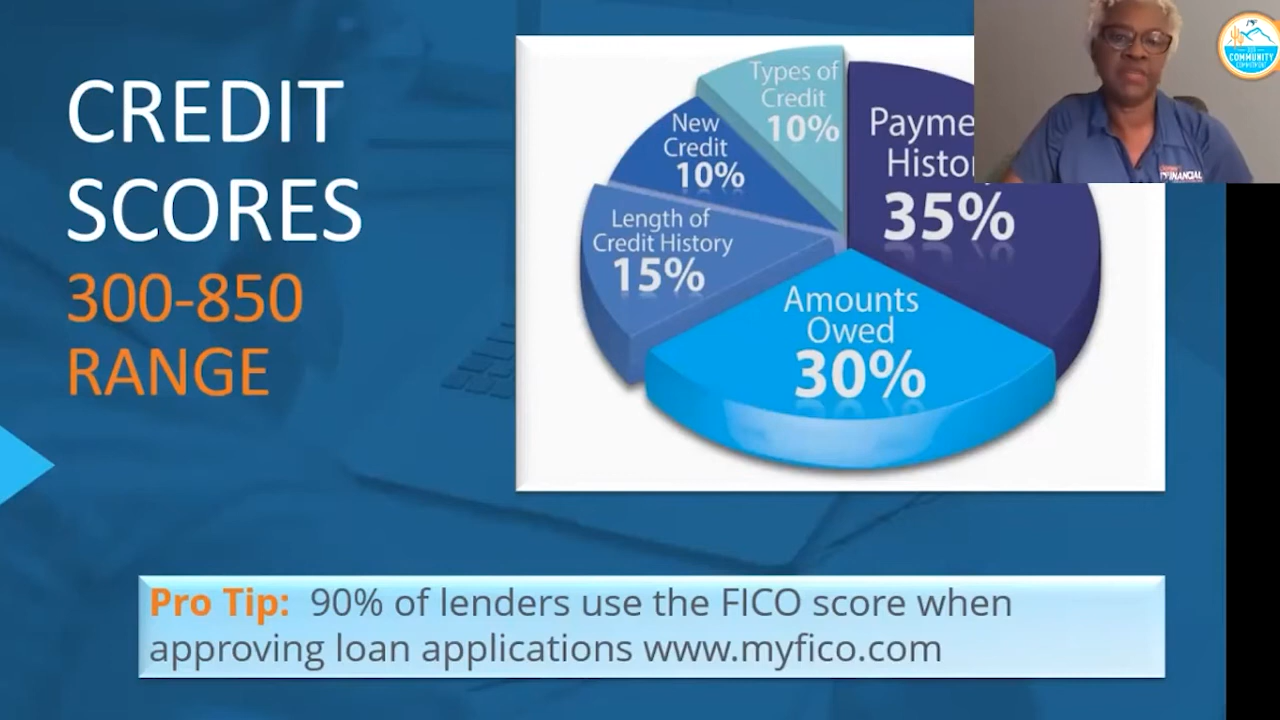 CREDIT
SCORES
300-850
RANGE
Types of
Credit
10%
New
Credit
10%
Length of
Credit History
15%
Amounts
Owed
30%
35%
Pro Tip: 90% of lenders use the FICO score when
approving loan applications www.myfico.com
COMMUNITY